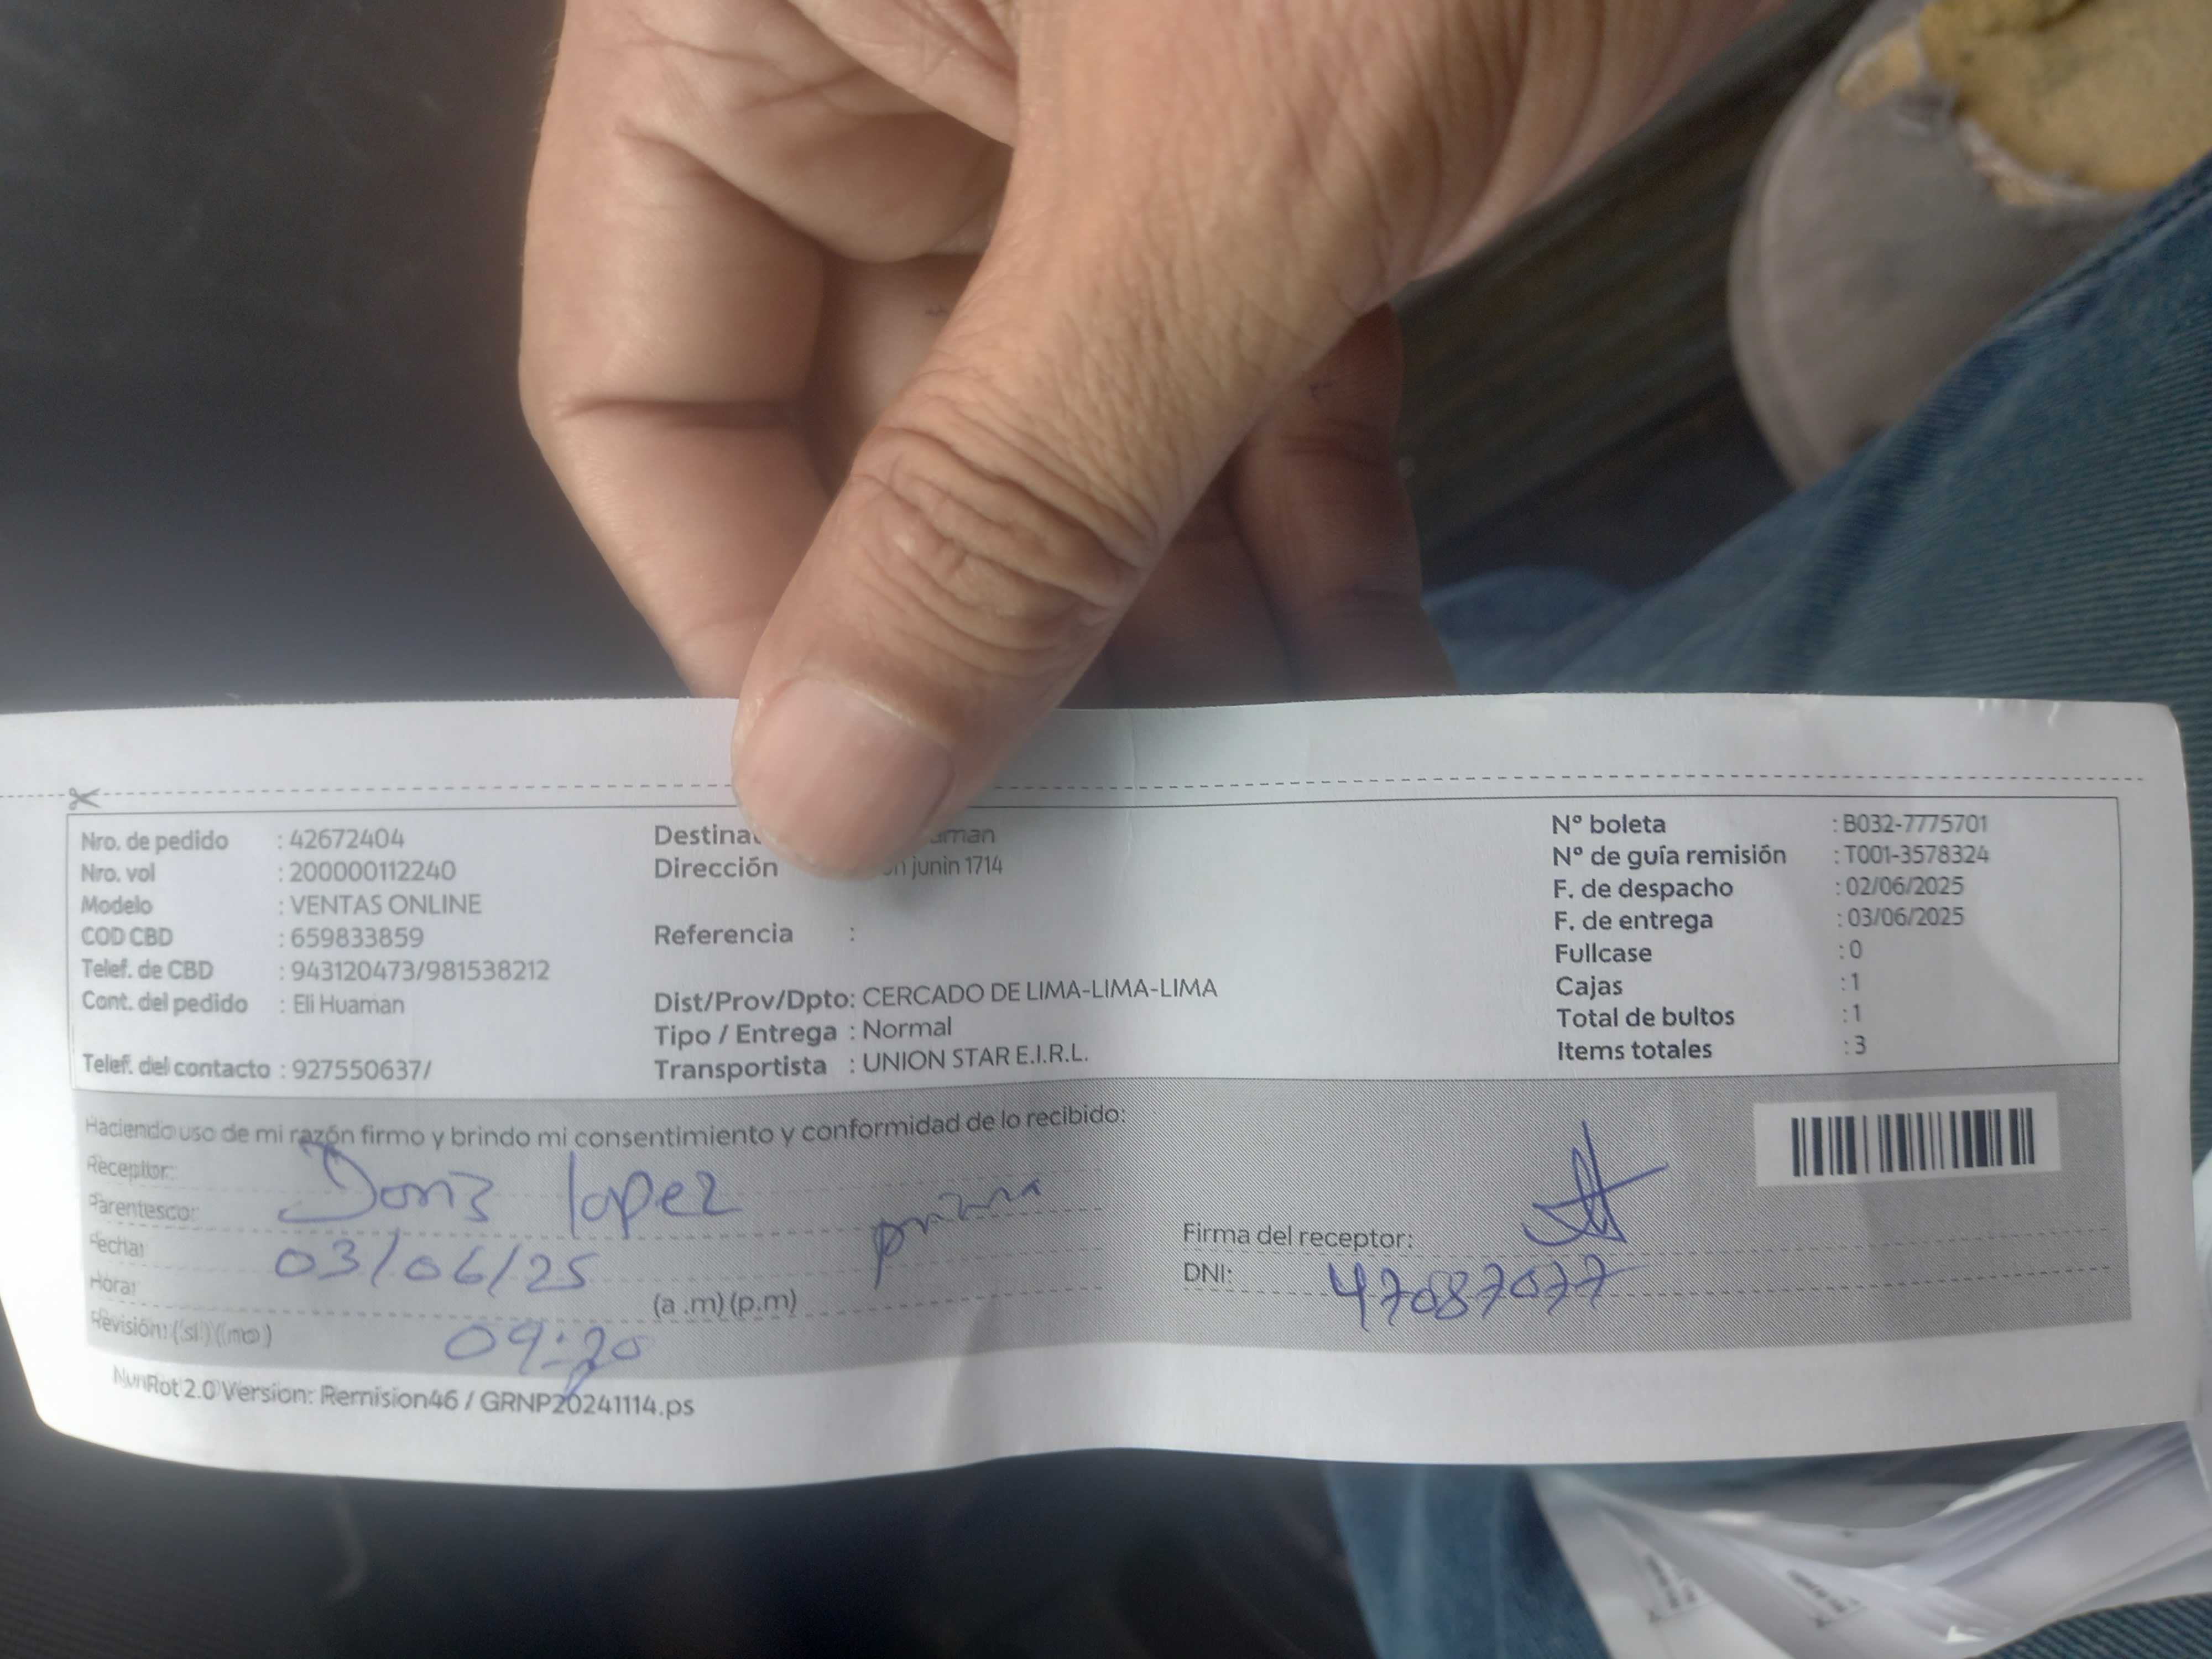 Nro. de pedido : 42672404
Nro. vol : 200000112240
Modelo : VENTAS ONLINE
COD CBD : 659833859
Telef. de CBD : 943120473/981538212
Cont. del pedido : Eli Huaman
Telef. del contacto : 927550637/
Destina
Dirección junin 1714
Referencia :
Dist/Prov/Dpto: CERCADO DE LIMA-LIMA-LIMA
Tipo / Entrega : Normal
Transportista : UNION STAR E.I.R.L.
N° boleta : B032-7775701
N° de guía remisión : T001-3578324
F. de despacho : 02/06/2025
F. de entrega : 03/06/2025
Fullcase : 0
Cajas : 1
Total de bultos : 1
Items totales : 3
Haciendo uso de mi razón firmo y brindo mi consentimiento y conformidad de lo recibido:
Receptor: Doris lopez
Parentesco: prima
Fecha: 03/06/25
Hora: 09:20 (a .m) (p.m)
Revisión: (si) (no)
Firma del receptor:
DNI: 47087077
Version: Remision46 / GRNP20241114.ps